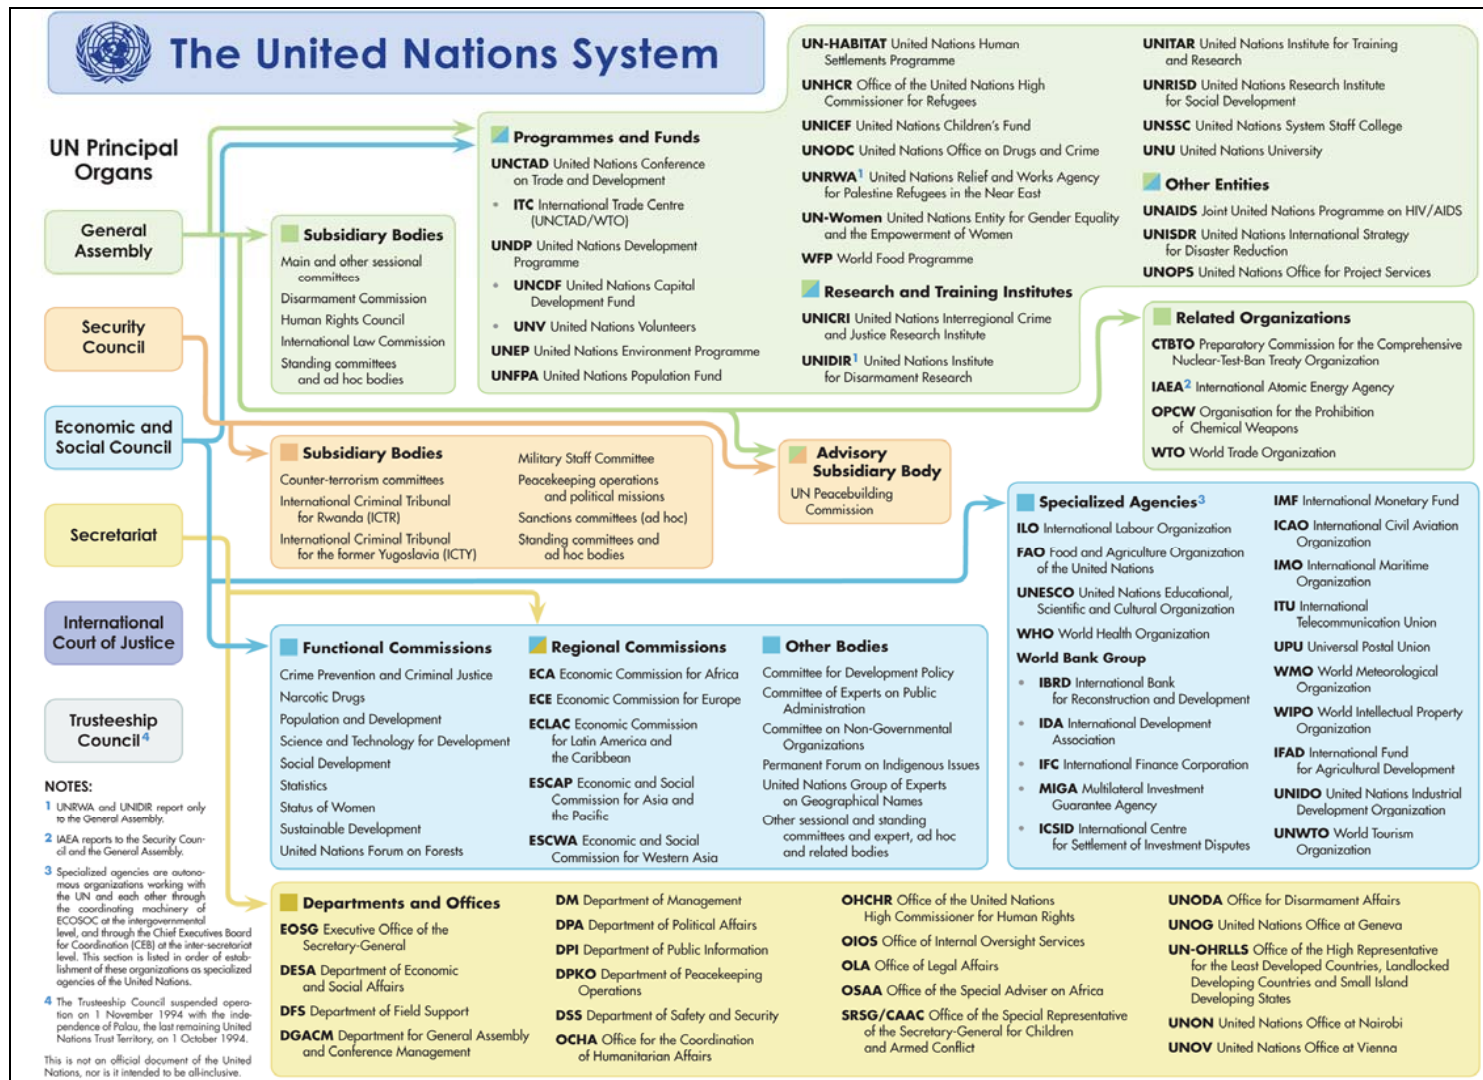 The United Nations System
UN Principal
Organs
General
Assembly
Security
Council
Economic and
Social Council
Secretariat
International
Court of Justice
Trusteeship
Council4
NOTES:
1 UNRWA and UNIDIR report only
to the General Assembly.
2 IAEA reports to the Security Coun-
cil and the General Assembly.
3 Specialized agencies are autono-
mous organizations working with
the UN and each other through
the coordinating machinery of
ECOSOC at the intergovernmental
level, and through the Chief Executives Board
for Coordination (CEB) at the inter-secretariat
level. This section is listed in order of estab-
lishment of these organizations as specialized
agencies of the United Nations.
4 The Trusteeship Council suspended opera-
tion on 1 November 1994 with the inde-
pendence of Palau, the last remaining United
Nations Trust Territory, on 1 October 1994.
This is not an official document of the United
Nations, nor is it intended to be all-inclusive.
Subsidiary Bodies
Main and other sessional
committees
Disarmament Commission
Human Rights Council
International Law Commission
Standing committees
and ad hoc bodies
Programmes and Funds
UNCTAD United Nations Conference
on Trade and Development
• ITC International Trade Centre
(UNCTAD/WTO)
UNDP United Nations Development
Programme
• UNCDF United Nations Capital
Development Fund
• UNV United Nations Volunteers
UNEP United Nations Environment Programme
UNFPA United Nations Population Fund
UN-HABITAT United Nations Human
Settlements Programme
UNHCR Office of the United Nations High
Commissioner for Refugees
UNICEF United Nations Children's Fund
UNODC United Nations Office on Drugs and Crime
UNRWA1 United Nations Relief and Works Agency
for Palestine Refugees in the Near East
UN-Women United Nations Entity for Gender Equality
and the Empowerment of Women
WFP World Food Programme
Research and Training Institutes
UNICRI United Nations Interregional Crime
and Justice Research Institute
UNIDIR1 United Nations Institute
for Disarmament Research
UNITAR United Nations Institute for Training
and Research
UNRISD United Nations Research Institute
for Social Development
UNSSC United Nations System Staff College
UNU United Nations University
Other Entities
UNAIDS Joint United Nations Programme on HIV/AIDS
UNISDR United Nations International Strategy
for Disaster Reduction
UNOPS United Nations Office for Project Services
Related Organizations
CTBTO Preparatory Commission for the Comprehensive
Nuclear-Test-Ban Treaty Organization
IAEA2 International Atomic Energy Agency
OPCW Organisation for the Prohibition
of Chemical Weapons
WTO World Trade Organization
Subsidiary Bodies
Counter-terrorism committees
International Criminal Tribunal
for Rwanda (ICTR)
International Criminal Tribunal
for the former Yugoslavia (ICTY)
Military Staff Committee
Peacekeeping operations
and political missions
Sanctions committees (ad hoc)
Standing committees and
ad hoc bodies
Advisory
Subsidiary Body
UN Peacebuilding
Commission
Specialized Agencies3
ILO International Labour Organization
FAO Food and Agriculture Organization
of the United Nations
UNESCO United Nations Educational,
Scientific and Cultural Organization
WHO World Health Organization
World Bank Group
• IBRD International Bank
for Reconstruction and Development
• IDA International Development
Association
• IFC International Finance Corporation
• MIGA Multilateral Investment
Guarantee Agency
• ICSID International Centre
for Settlement of Investment Disputes
IMF International Monetary Fund
ICAO International Civil Aviation
Organization
IMO International Maritime
Organization
ITU International
Telecommunication Union
UPU Universal Postal Union
WMO World Meteorological
Organization
WIPO World Intellectual Property
Organization
IFAD International Fund
for Agricultural Development
UNIDO United Nations Industrial
Development Organization
UNWTO World Tourism
Organization
Functional Commissions
Crime Prevention and Criminal Justice
Narcotic Drugs
Population and Development
Science and Technology for Development
Social Development
Statistics
Status of Women
Sustainable Development
United Nations Forum on Forests
Regional Commissions
ECA Economic Commission for Africa
ECE Economic Commission for Europe
ECLAC Economic Commission
for Latin America and
the Caribbean
ESCAP Economic and Social
Commission for Asia and
the Pacific
ESCWA Economic and Social
Commission for Western Asia
Other Bodies
Committee for Development Policy
Committee of Experts on Public
Administration
Committee on Non-Governmental
Organizations
Permanent Forum on Indigenous Issues
United Nations Group of Experts
on Geographical Names
Other sessional and standing
committees and expert, ad hoc
and related bodies
Departments and Offices
EOSG Executive Office of the
Secretary-General
DESA Department of Economic
and Social Affairs
DFS Department of Field Support
DGACM Department for General Assembly
and Conference Management
DM Department of Management
DPA Department of Political Affairs
DPI Department of Public Information
DPKO Department of Peacekeeping
Operations
DSS Department of Safety and Security
OCHA Office for the Coordination
of Humanitarian Affairs
OHCHR Office of the United Nations
High Commissioner for Human Rights
OIOS Office of Internal Oversight Services
OLA Office of Legal Affairs
OSAA Office of the Special Adviser on Africa
SRSG/CAAC Office of the Special Representative
of the Secretary-General for Children
and Armed Conflict
UNODA Office for Disarmament Affairs
UNOG United Nations Office at Geneva
UN-OHRLLS Office of the High Representative
for the Least Developed Countries, Landlocked
Developing Countries and Small Island
Developing States
UNON United Nations Office at Nairobi
UNOV United Nations Office at Vienna